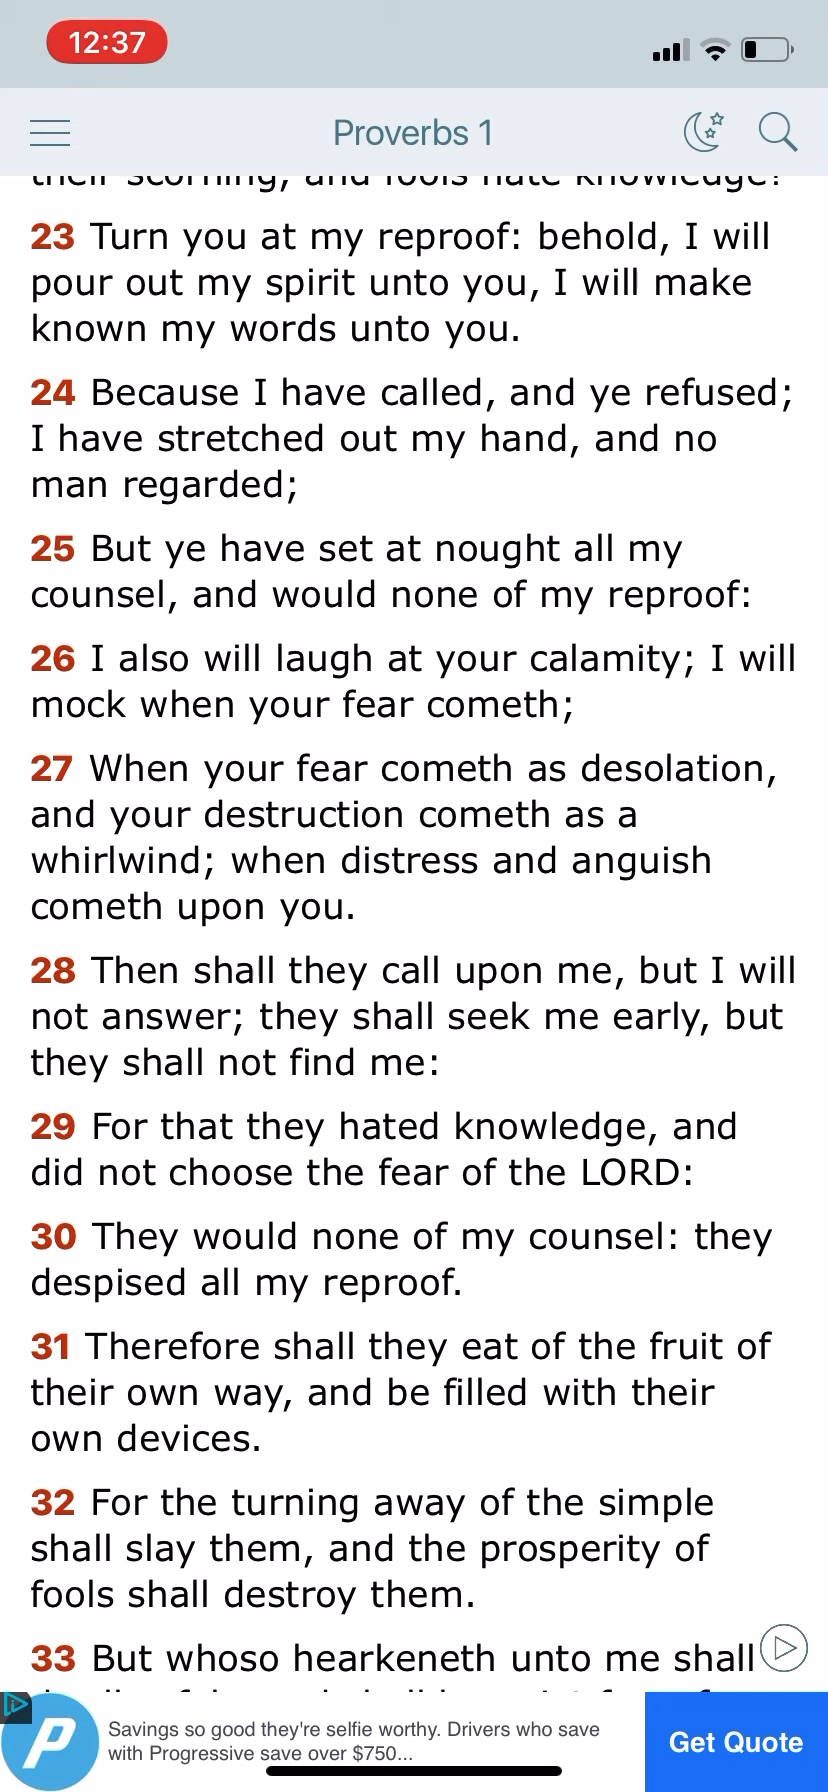 12:37
Proverbs 1
their scorning, and fools hate knowledge?
23 Turn you at my reproof: behold, I will
pour out my spirit unto you, I will make
known my words unto you.
24 Because I have called, and ye refused;
I have stretched out my hand, and no
man regarded;
25 But ye have set at nought all my
counsel, and would none of my reproof:
26 I also will laugh at your calamity; I will
mock when your fear cometh;
27 When your fear cometh as desolation,
and your destruction cometh as a
whirlwind; when distress and anguish
cometh upon you.
28 Then shall they call upon me, but I will
not answer; they shall seek me early, but
they shall not find me:
29 For that they hated knowledge, and
did not choose the fear of the LORD:
30 They would none of my counsel: they
despised all my reproof.
31 Therefore shall they eat of the fruit of
their own way, and be filled with their
own devices.
32 For the turning away of the simple
shall slay them, and the prosperity of
fools shall destroy them.
33 But whoso hearkeneth unto me shall
P
Savings so good they're selfie worthy. Drivers who save
with Progressive save over $750...
Get Quote